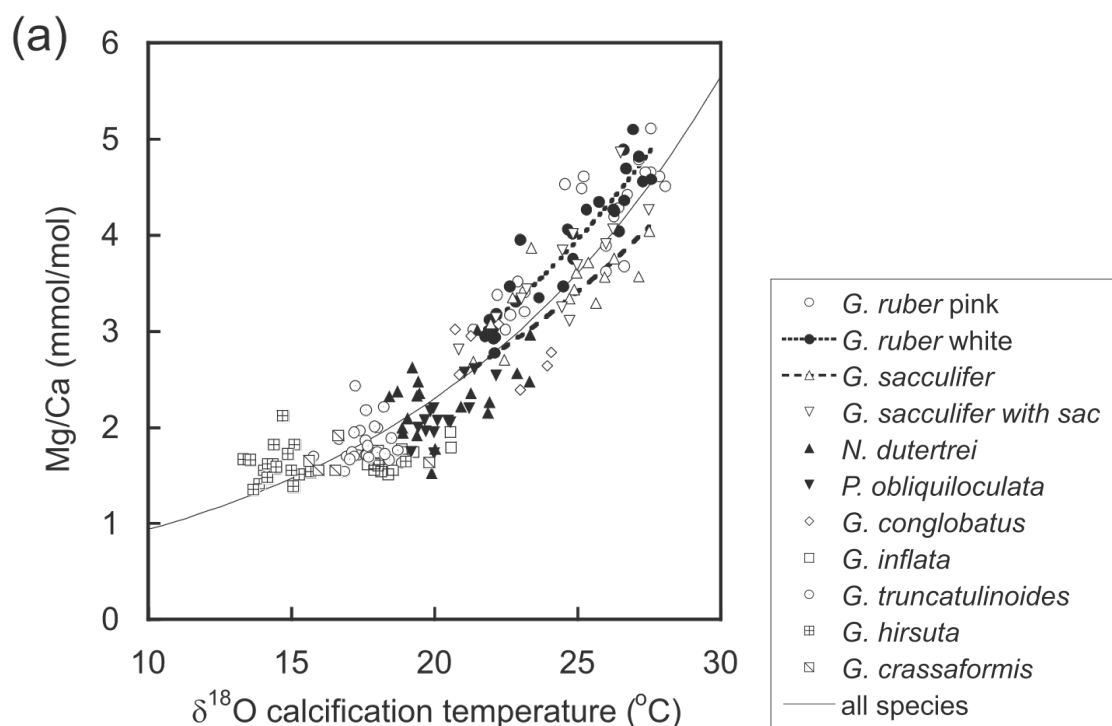 (a)
6
5
4
3
2
1
0
Mg/Ca (mmol/mol)
10 15 20 25 30
δ¹⁸O calcification temperature (°C)
G. ruber pink
G. ruber white
G. sacculifer
G. sacculifer with sac
N. dutertrei
P. obliquiloculata
G. conglobatus
G. inflata
G. truncatulinoides
G. hirsuta
G. crassaformis
all species